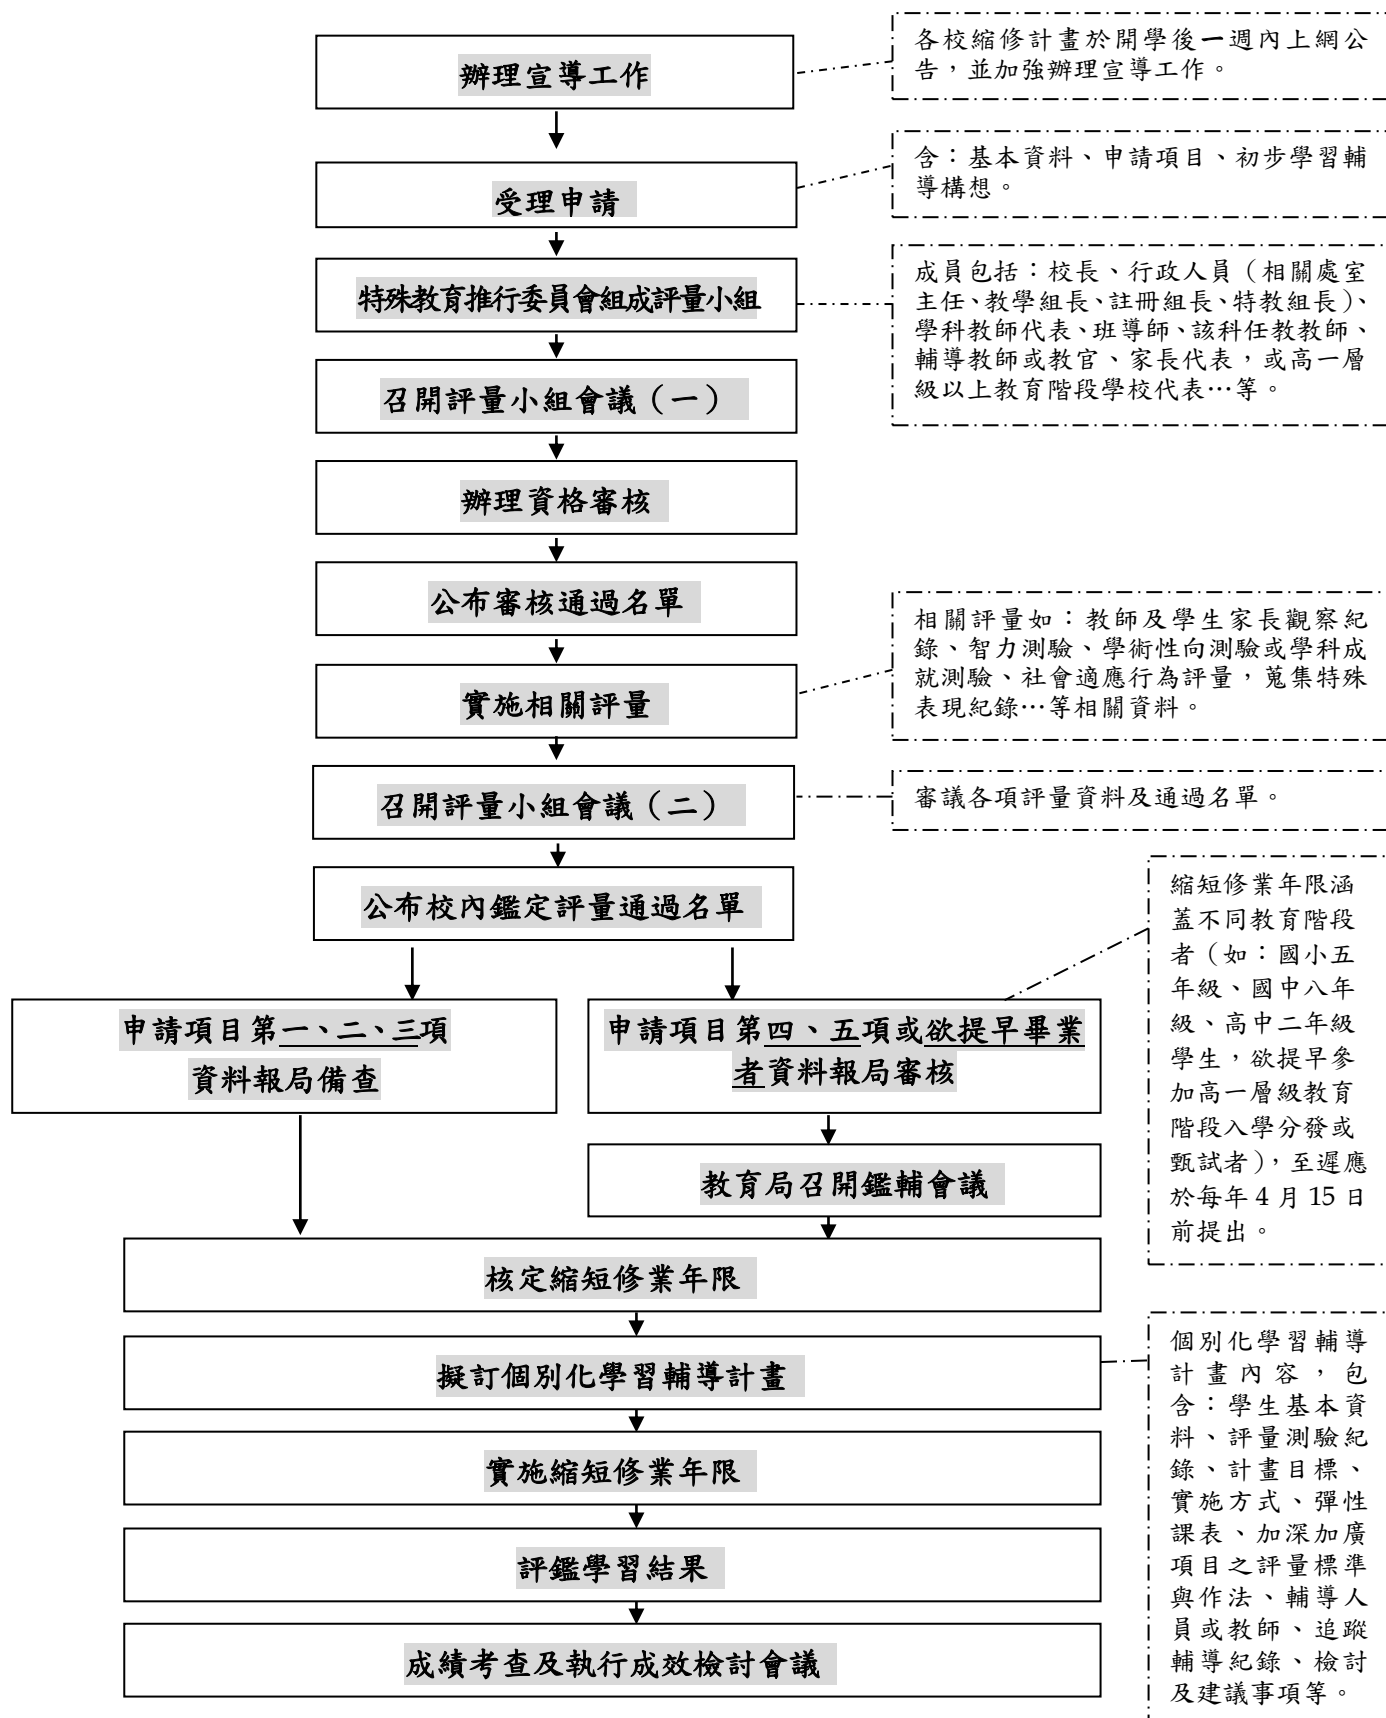 辦理宣導工作
各校縮修計畫於開學後一週內上網公
告，並加強辦理宣導工作。
受理申請
含：基本資料、申請項目、初步學習輔
導構想。
特殊教育推行委員會組成評量小組
成員包括：校長、行政人員（相關處室
主任、教學組長、註冊組長、特教組長）、
學科教師代表、班導師、該科任教教師、
輔導教師或教官、家長代表，或高一層
級以上教育階段學校代表…等。
召開評量小組會議（一）
辦理資格審核
公布審核通過名單
實施相關評量
相關評量如：教師及學生家長觀察紀
錄、智力測驗、學術性向測驗或學科成
就測驗、社會適應行為評量，蒐集特殊
表現紀錄…等相關資料。
召開評量小組會議（二）
審議各項評量資料及通過名單。
公布校內鑑定評量通過名單
申請項目第一、二、三項
資料報局備查
申請項目第四、五項或欲提早畢業
者資料報局審核
縮短修業年限涵
蓋不同教育階段
者（如：國小五
年級、國中八年
級、高中二年級
學生，欲提早參
加高一層級教育
階段入學分發或
甄試者），至遲應
於每年 4 月 15 日
前提出。
教育局召開鑑輔會議
核定縮短修業年限
擬訂個別化學習輔導計畫
個別化學習輔導
計畫內容，包
含：學生基本資
料、評量測驗紀
錄、計畫目標、
實施方式、彈性
課表、加深加廣
項目之評量標準
與作法、輔導人
員或教師、追蹤
輔導紀錄、檢討
及建議事項等。
實施縮短修業年限
評鑑學習結果
成績考查及執行成效檢討會議